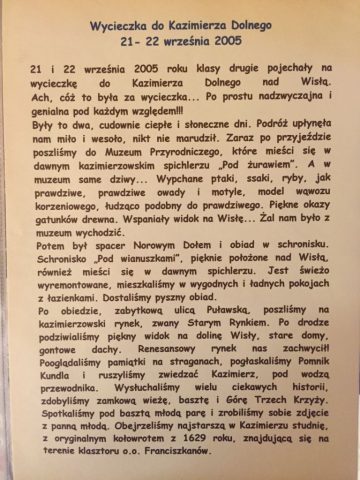 Wycieczka do Kazimierza Dolnego
21- 22 września 2005
21 i 22 września 2005 roku klasy drugie pojechały na
wycieczkę do Kazimierza Dolnego nad Wisłą.
Ach, cóż to była za wycieczka... Po prostu nadzwyczajna i
genialna pod każdym względem!!!
Były to dwa, cudownie ciepłe i słoneczne dni. Podróż upłynęła
nam miło i wesoło, nikt nie marudził. Zaraz po przyjeździe
poszliśmy do Muzeum Przyrodniczego, które mieści się w
dawnym kazimierzowskim spichlerzu „Pod żurawiem". A w
muzeum same dziwy... Wypchane ptaki, ssaki, ryby, jak
prawdziwe, prawdziwe owady i motyle, model wąwozu
korzeniowego, łudząco podobny do prawdziwego. Piękne okazy
gatunków drewna. Wspaniały widok na Wisłę... Żal nam było z
muzeum wychodzić.
Potem był spacer Norowym Dołem i obiad w schronisku.
Schronisko „Pod wianuszkami", pięknie położone nad Wisłą,
również mieści się w dawnym spichlerzu. Jest świeżo
wyremontowane, mieszkaliśmy w wygodnych i ładnych pokojach
z łazienkami. Dostaliśmy pyszny obiad.
Po obiedzie, zabytkową ulicą Puławską, poszliśmy na
kazimierzowski rynek, zwany Starym Rynkiem. Po drodze
podziwialiśmy piękny widok na dolinę Wisły, stare domy,
gontowe dachy. Renesansowy rynek nas zachwycił!
Pooglądaliśmy pamiątki na straganach, pogłaskaliśmy Pomnik
Kundla i ruszyliśmy zwiedzać Kazimierz, pod wodzą
przewodnika. Wysłuchaliśmy wielu ciekawych historii,
zdobyliśmy zamkową wieżę, basztę i Górę Trzech Krzyży.
Spotkaliśmy pod basztą młodą parę i zrobiliśmy sobie zdjęcie
z panną młodą. Obejrzeliśmy najstarszą w Kazimierzu studnię,
z oryginalnym kołowrotem z 1629 roku, znajdującą się na
terenie klasztoru o.o. Franciszkanów.